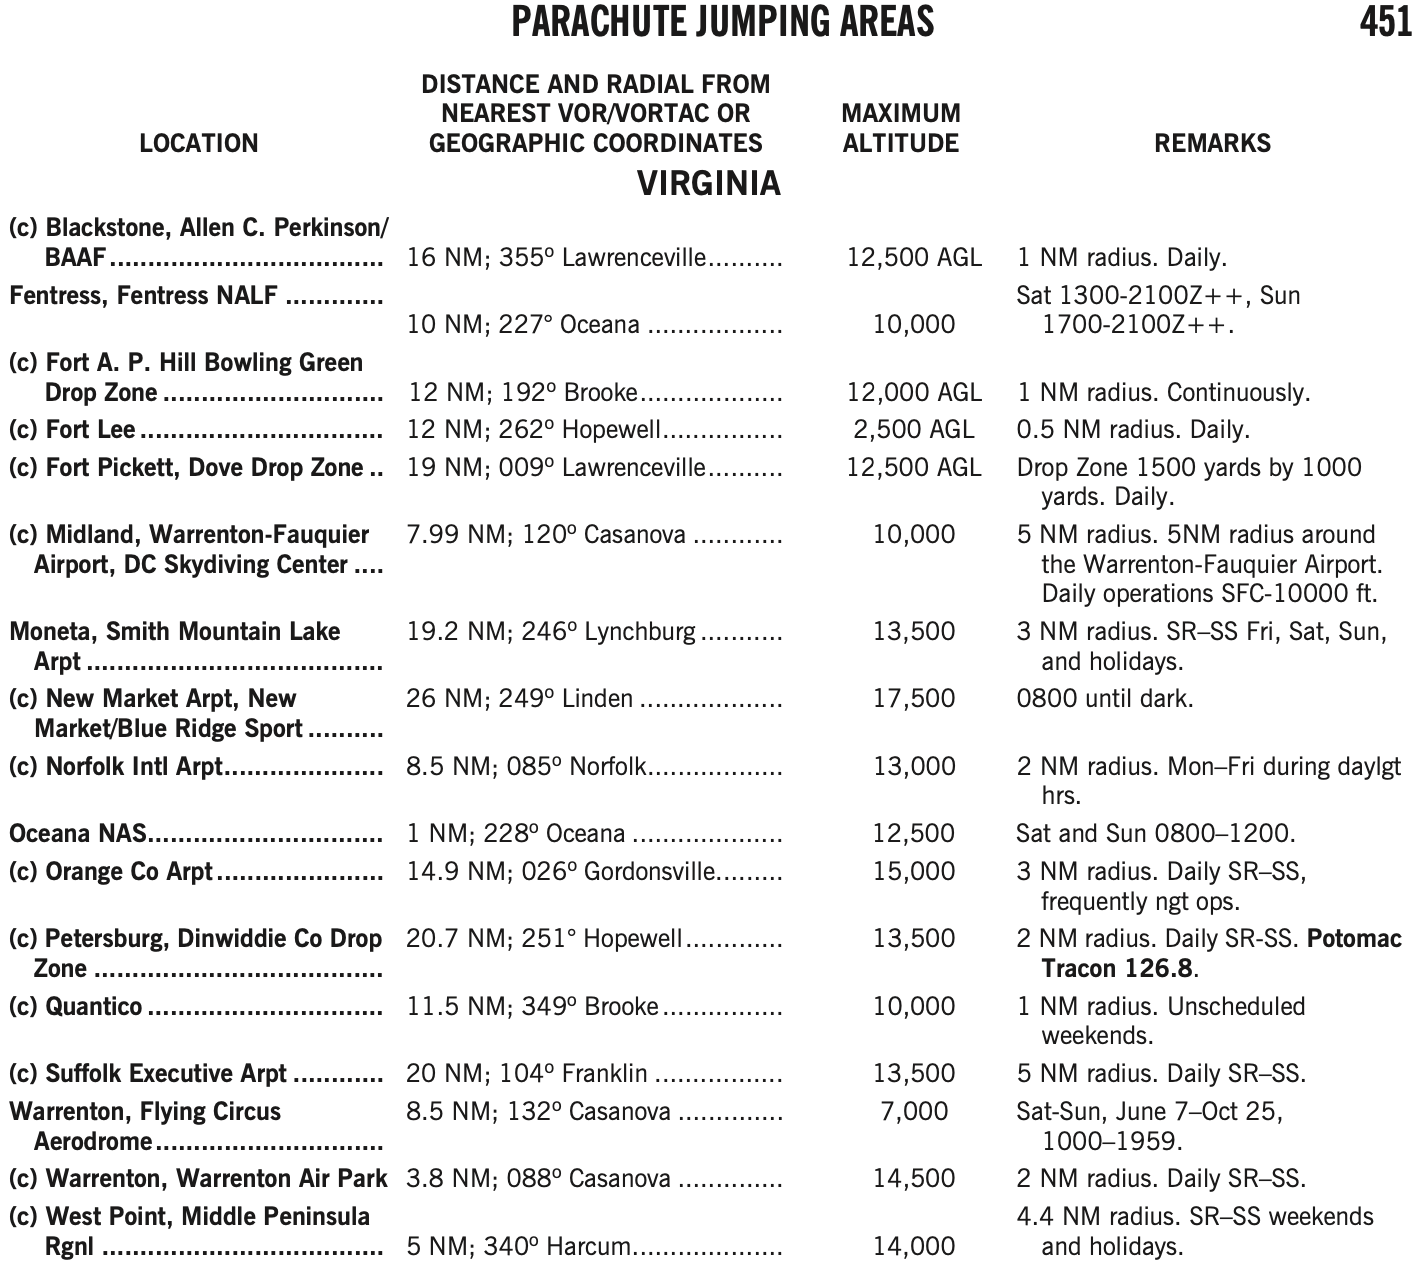 PARACHUTE JUMPING AREAS 451
DISTANCE AND RADIAL FROM
NEAREST VOR/VORTAC OR MAXIMUM
LOCATION GEOGRAPHIC COORDINATES ALTITUDE REMARKS
VIRGINIA
(c) Blackstone, Allen C. Perkinson/
BAAF .................................... 16 NM; 355º Lawrenceville.......... 12,500 AGL 1 NM radius. Daily.
Fentress, Fentress NALF ............. Sat 1300-2100Z++, Sun
10 NM; 227° Oceana .................. 10,000 1700-2100Z++.
(c) Fort A. P. Hill Bowling Green
Drop Zone ............................. 12 NM; 192º Brooke................... 12,000 AGL 1 NM radius. Continuously.
(c) Fort Lee ................................ 12 NM; 262º Hopewell................ 2,500 AGL 0.5 NM radius. Daily.
(c) Fort Pickett, Dove Drop Zone .. 19 NM; 009º Lawrenceville.......... 12,500 AGL Drop Zone 1500 yards by 1000
yards. Daily.
(c) Midland, Warrenton-Fauquier 7.99 NM; 120º Casanova ............ 10,000 5 NM radius. 5NM radius around
Airport, DC Skydiving Center .... the Warrenton-Fauquier Airport.
Daily operations SFC-10000 ft.
Moneta, Smith Mountain Lake 19.2 NM; 246º Lynchburg ........... 13,500 3 NM radius. SR–SS Fri, Sat, Sun,
Arpt ....................................... and holidays.
(c) New Market Arpt, New 26 NM; 249º Linden ................... 17,500 0800 until dark.
Market/Blue Ridge Sport ..........
(c) Norfolk Intl Arpt..................... 8.5 NM; 085º Norfolk.................. 13,000 2 NM radius. Mon–Fri during daylgt
hrs.
Oceana NAS............................... 1 NM; 228º Oceana .................... 12,500 Sat and Sun 0800–1200.
(c) Orange Co Arpt ...................... 14.9 NM; 026º Gordonsville......... 15,000 3 NM radius. Daily SR–SS,
frequently ngt ops.
(c) Petersburg, Dinwiddie Co Drop 20.7 NM; 251° Hopewell ............. 13,500 2 NM radius. Daily SR-SS. Potomac
Zone ...................................... Tracon 126.8.
(c) Quantico ............................... 11.5 NM; 349º Brooke ................ 10,000 1 NM radius. Unscheduled
weekends.
(c) Suffolk Executive Arpt ............ 20 NM; 104º Franklin ................. 13,500 5 NM radius. Daily SR–SS.
Warrenton, Flying Circus 8.5 NM; 132º Casanova .............. 7,000 Sat-Sun, June 7–Oct 25,
Aerodrome.............................. 1000–1959.
(c) Warrenton, Warrenton Air Park 3.8 NM; 088º Casanova .............. 14,500 2 NM radius. Daily SR–SS.
(c) West Point, Middle Peninsula 4.4 NM radius. SR–SS weekends
Rgnl ..................................... 5 NM; 340º Harcum.................... 14,000 and holidays.